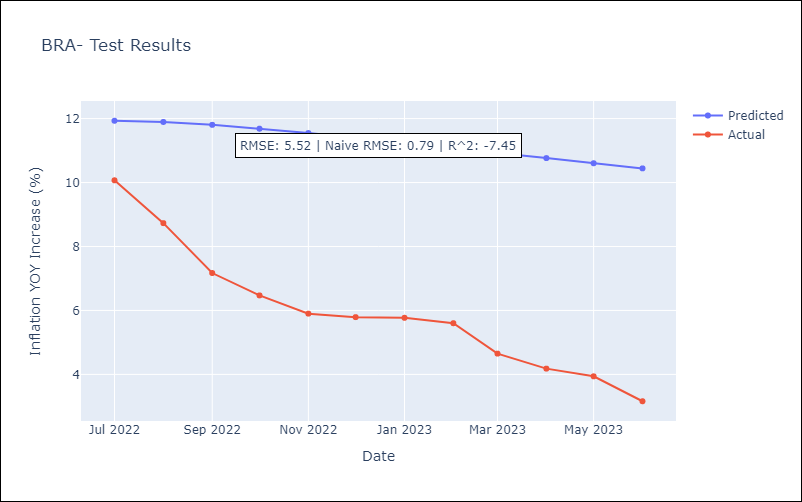 BRA- Test Results
Predicted
Actual
RMSE: 5.52 | Naive RMSE: 0.79 | R^2: -7.45
Inflation YOY Increase (%)
12
10
8
6
4
Jul 2022
Sep 2022
Nov 2022
Jan 2023
Mar 2023
May 2023
Date